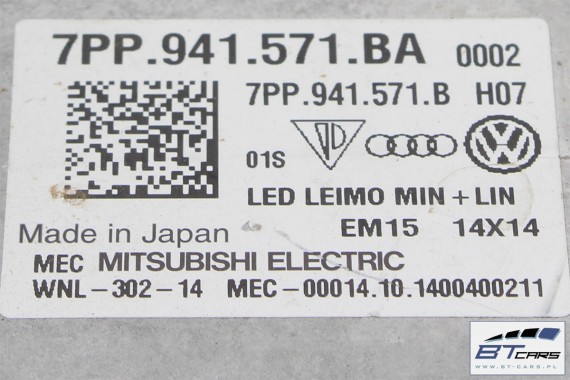 7PP.941.571.BA 0002
7PP.941.571.B H07
01S
LED LEIMO MIN + LIN
EM15 14X14
Made in Japan
MEC MITSUBISHI ELECTRIC
WNL-302-14 MEC-00014.10.1400400211
BT CARS
WWW.BT-CARS.PL